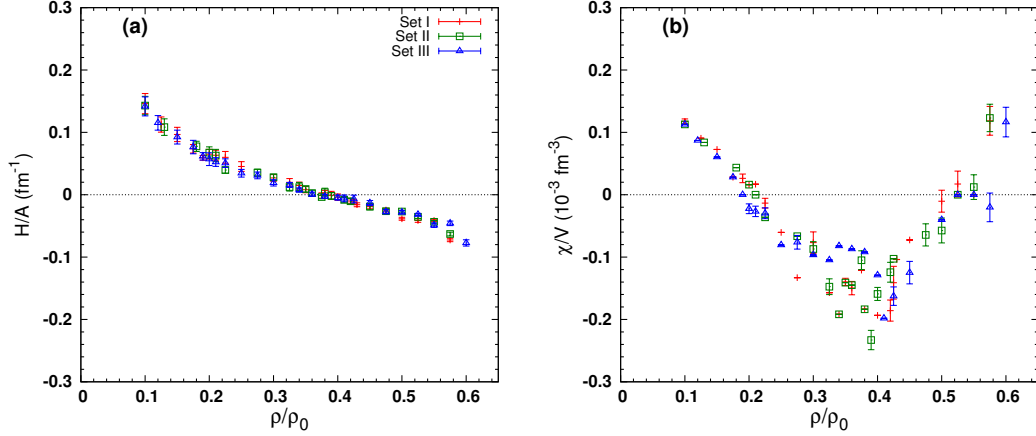 (a)
Set I
Set II
Set III
H/A (fm⁻¹)
0.3
0.2
0.1
0
-0.1
-0.2
-0.3
0 0.1 0.2 0.3 0.4 0.5 0.6
ρ/ρ₀
(b)
χ/V (10⁻³ fm⁻³)
0.3
0.2
0.1
0
-0.1
-0.2
-0.3
0 0.1 0.2 0.3 0.4 0.5 0.6
ρ/ρ₀